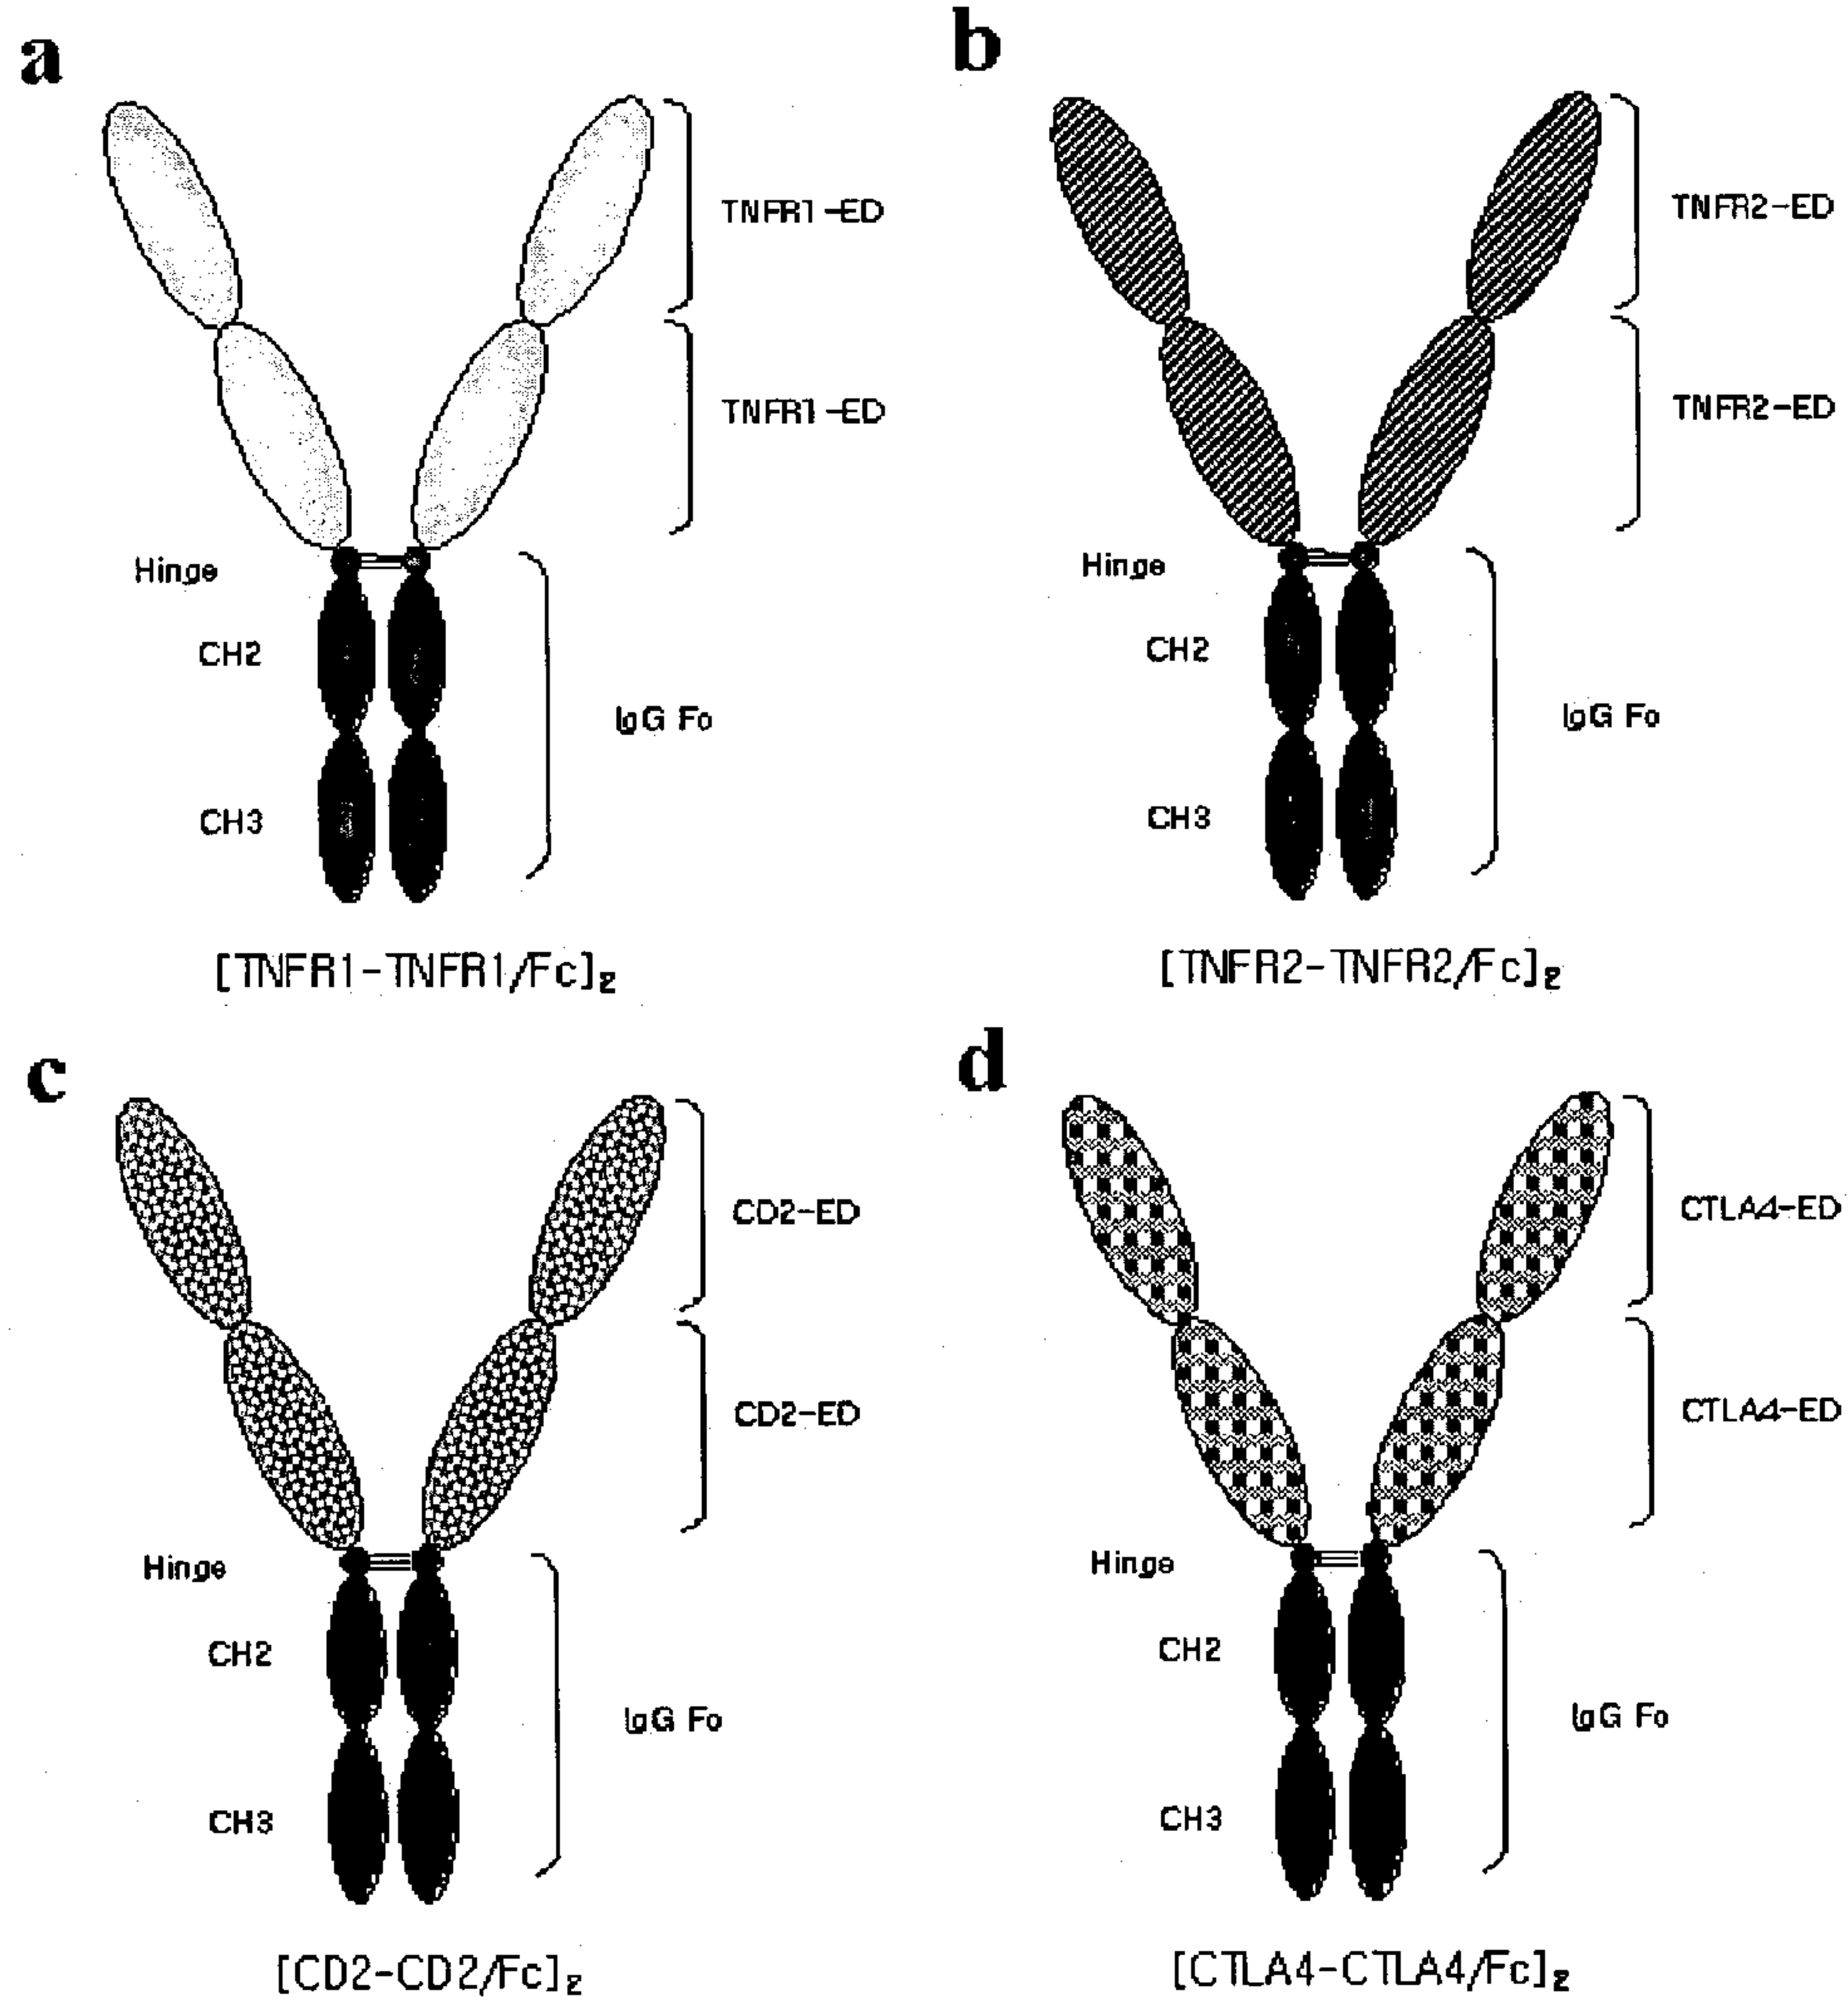 a
TNFR1-ED
TNFR1-ED
Hinge
CH2
IgG Fc
CH3
[TNFR1-TNFR1/Fc]2
b
TNFR2-ED
TNFR2-ED
Hinge
CH2
IgG Fc
CH3
[TNFR2-TNFR2/Fc]2
c
CD2-ED
CD2-ED
Hinge
CH2
IgG Fc
CH3
[CD2-CD2/Fc]2
d
CTLA4-ED
CTLA4-ED
Hinge
CH2
IgG Fc
CH3
[CTLA4-CTLA4/Fc]2